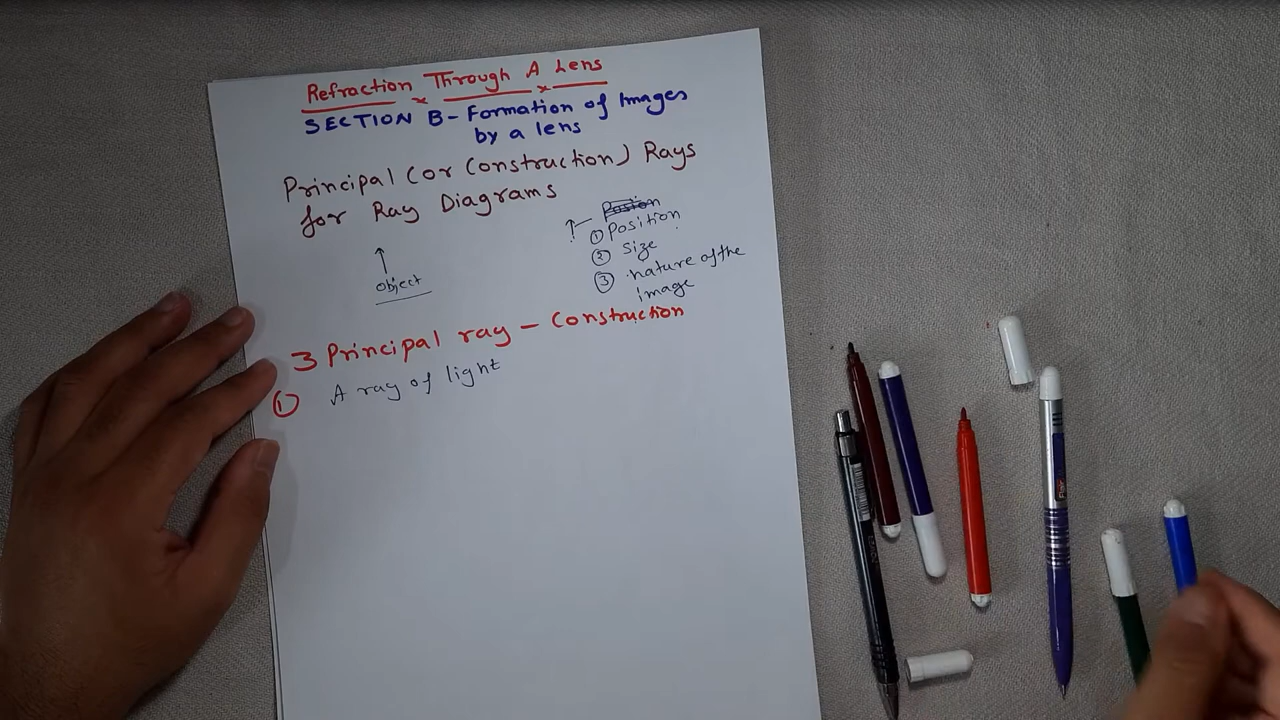 Refraction Through A Lens
SECTION B - Formation of Images
by a lens
Principal (or Construction) Rays
for Ray Diagrams
① Position
② Size
③ nature of the
image
object
3 Principal ray - Construction
① A ray of light